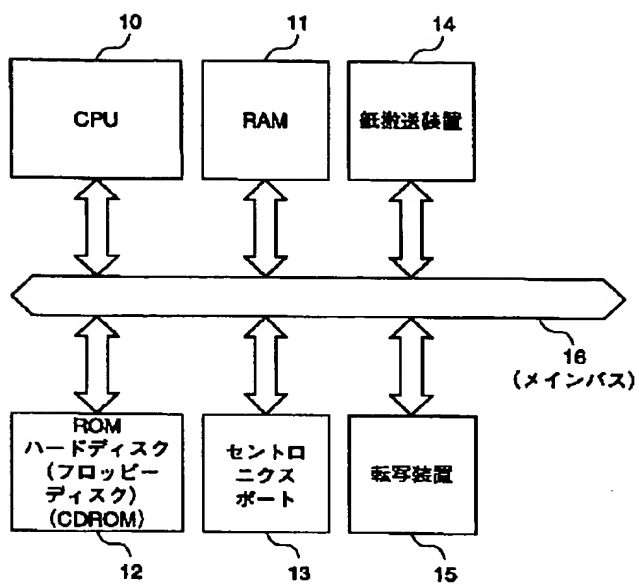 10
11
14
CPU
RAM
紙搬送装置
16
(メインバス)
ROM
ハードディスク
(フロッピー
ディスク)
(CDROM)
セントロ
ニクス
ポート
転写装置
12
13
15